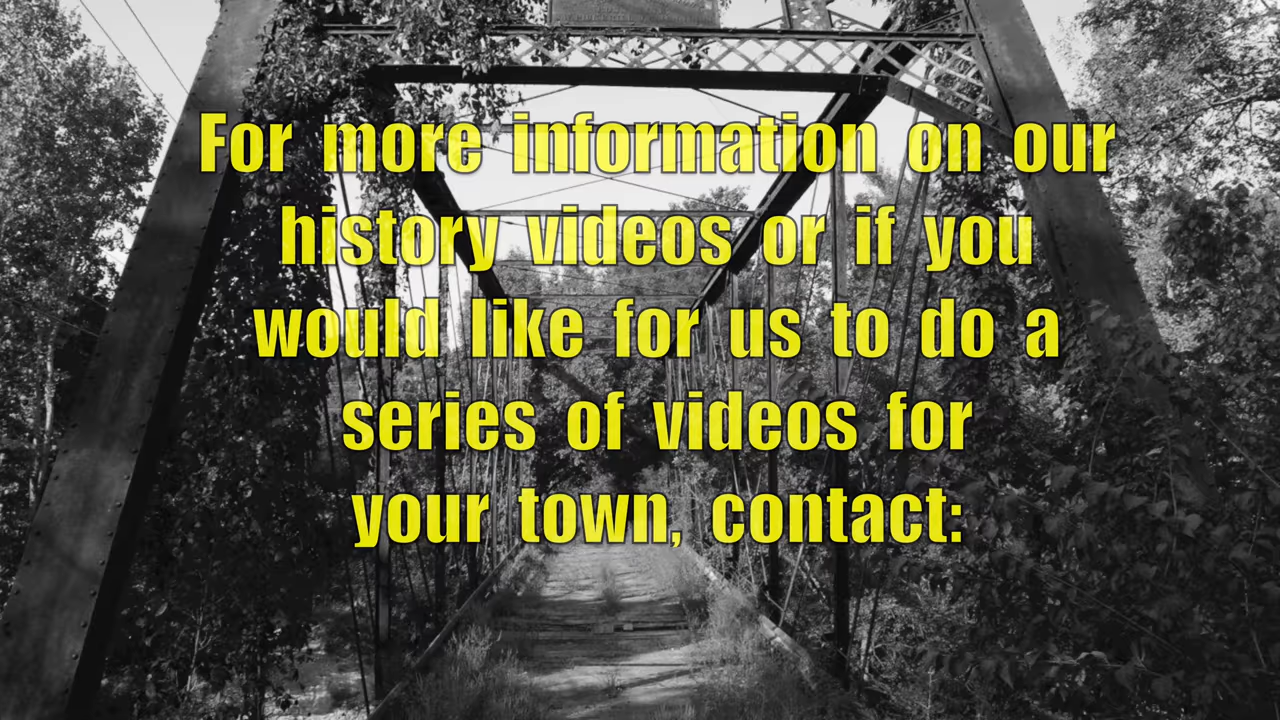 For more information on our
history videos or if you
would like for us to do a
series of videos for
your town, contact: